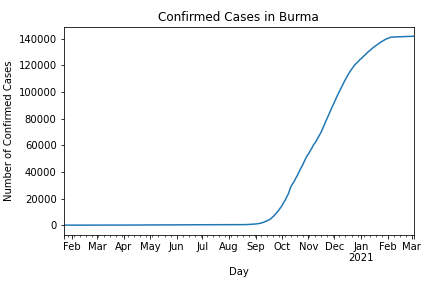 Confirmed Cases in Burma
Number of Confirmed Cases
140000
120000
100000
80000
60000
40000
20000
0
Feb Mar Apr May Jun Jul Aug Sep Oct Nov Dec Jan Feb Mar
2021
Day